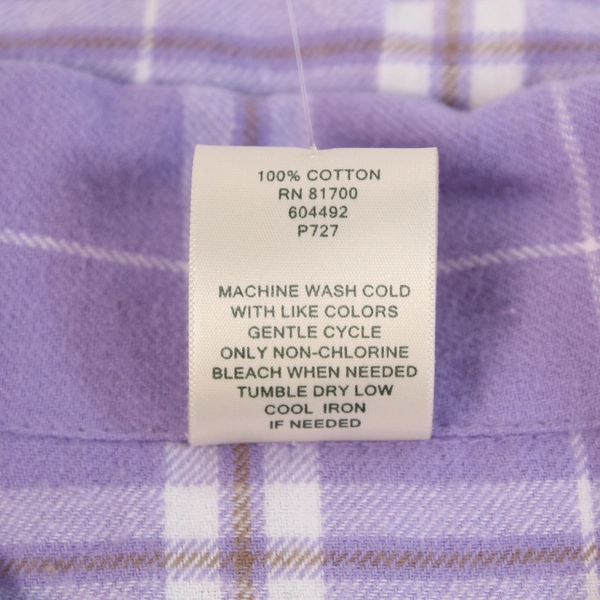 100% COTTON
RN 81700
604492
P727
MACHINE WASH COLD
WITH LIKE COLORS
GENTLE CYCLE
ONLY NON-CHLORINE
BLEACH WHEN NEEDED
TUMBLE DRY LOW
COOL IRON
IF NEEDED